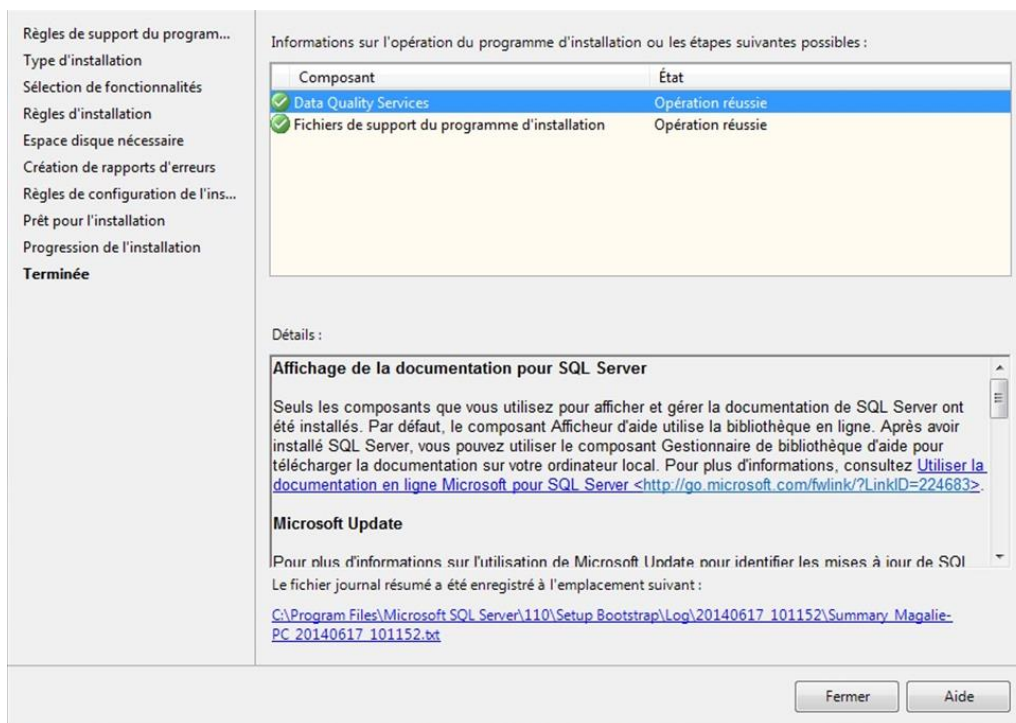 Règles de support du program...
Type d'installation
Sélection de fonctionnalités
Règles d'installation
Espace disque nécessaire
Création de rapports d'erreurs
Règles de configuration de l'ins...
Prêt pour l'installation
Progression de l'installation
Terminée
Informations sur l'opération du programme d'installation ou les étapes suivantes possibles :
Composant État
Data Quality Services Opération réussie
Fichiers de support du programme d'installation Opération réussie
Détails :
Affichage de la documentation pour SQL Server
Seuls les composants que vous utilisez pour afficher et gérer la documentation de SQL Server ont
été installés. Par défaut, le composant Afficheur d'aide utilise la bibliothèque en ligne. Après avoir
installé SQL Server, vous pouvez utiliser le composant Gestionnaire de bibliothèque d'aide pour
télécharger la documentation sur votre ordinateur local. Pour plus d'informations, consultez Utiliser la
documentation en ligne Microsoft pour SQL Server <http://go.microsoft.com/fwlink/?LinkID=224683>.
Microsoft Update
Pour plus d'informations sur l'utilisation de Microsoft Update pour identifier les mises à jour de SQL
Le fichier journal résumé a été enregistré à l'emplacement suivant :
C:\Program Files\Microsoft SQL Server\110\Setup Bootstrap\Log\20140617_101152\Summary_Magalie-
PC_20140617_101152.txt
Fermer Aide